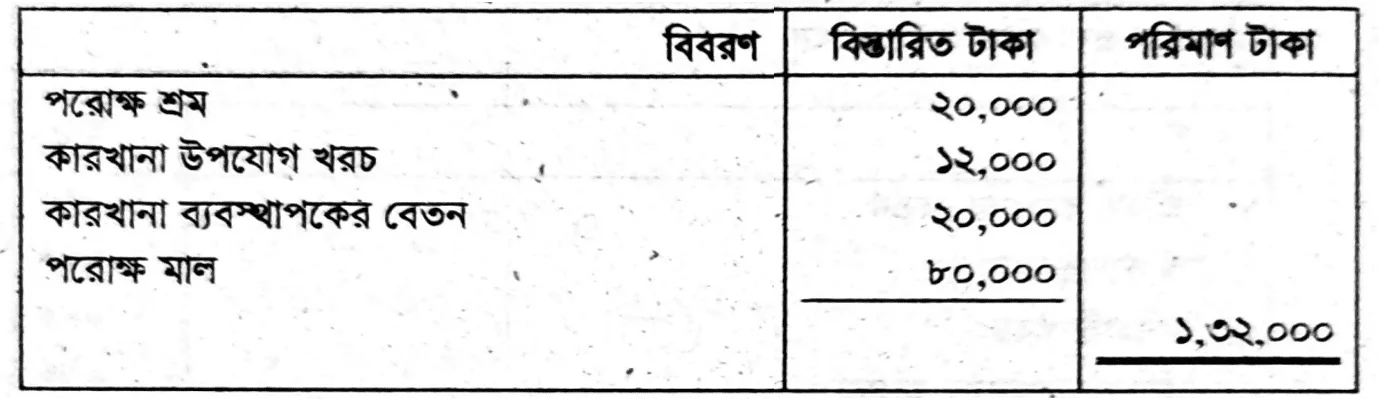 বিবরণ বিস্তারিত টাকা পরিমাণ টাকা
পরোক্ষ শ্রম ২০,০০০
কারখানা উপযোগ খরচ ১২,০০০
কারখানা ব্যবস্থাপকের বেতন ২০,০০০
পরোক্ষ মাল ৮০,০০০
১,৩২,০০০